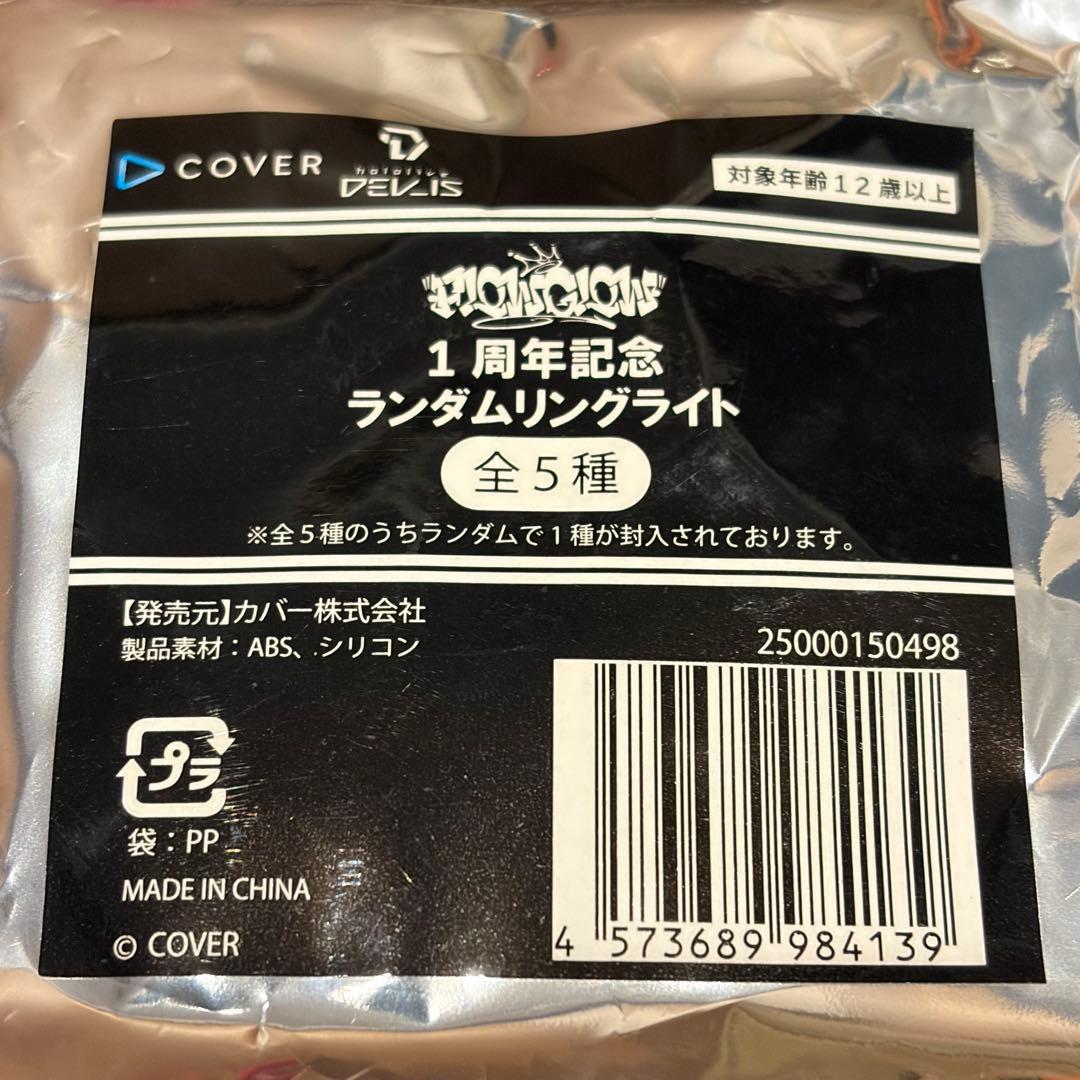 COVER
hololive
DEV_IS
対象年齢12歳以上
"FLOWGLOW"
1周年記念
ランダムリングライト
全5種
※全5種のうちランダムで1種が封入されております。
【発売元】カバー株式会社
製品素材：ABS、シリコン
25000150498
プラ
袋：PP
MADE IN CHINA
© COVER
4 573689 984139